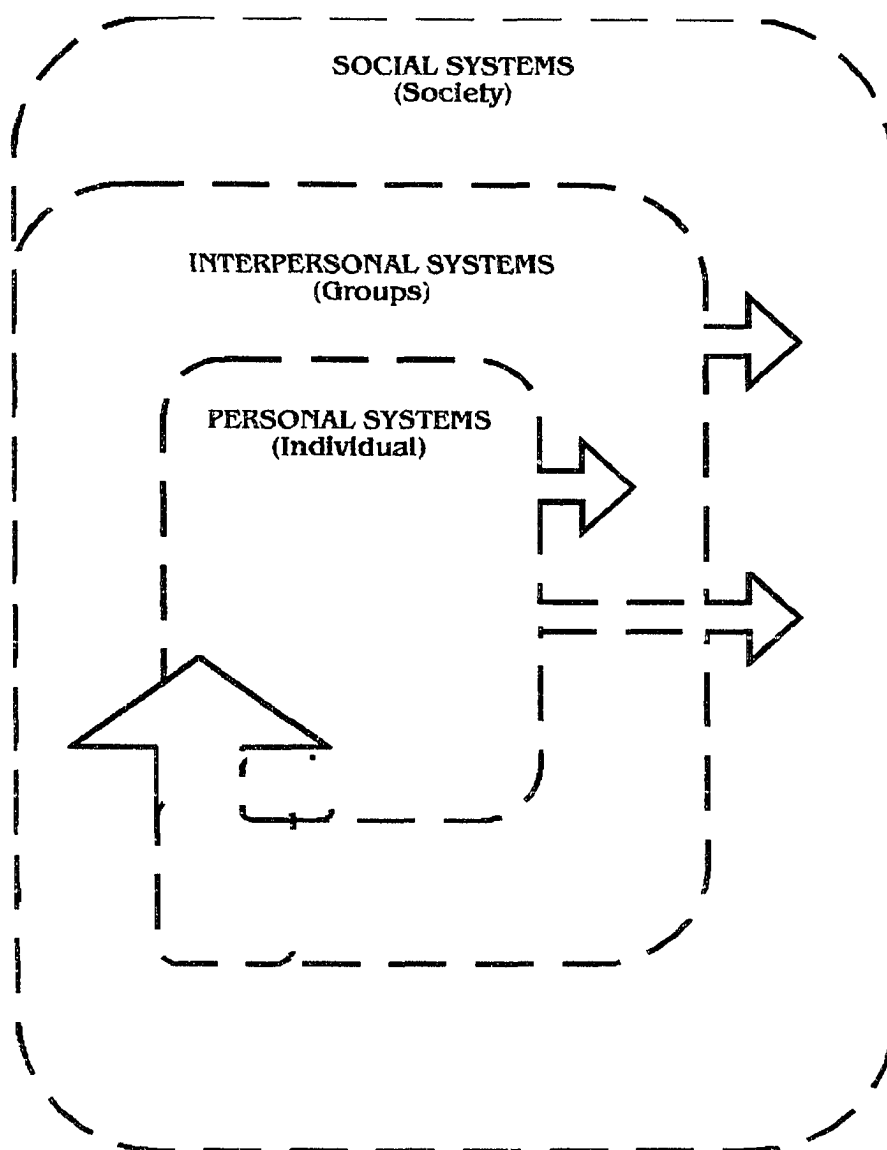 SOCIAL SYSTEMS
(Society)
INTERPERSONAL SYSTEMS
(Groups)
PERSONAL SYSTEMS
(Individual)